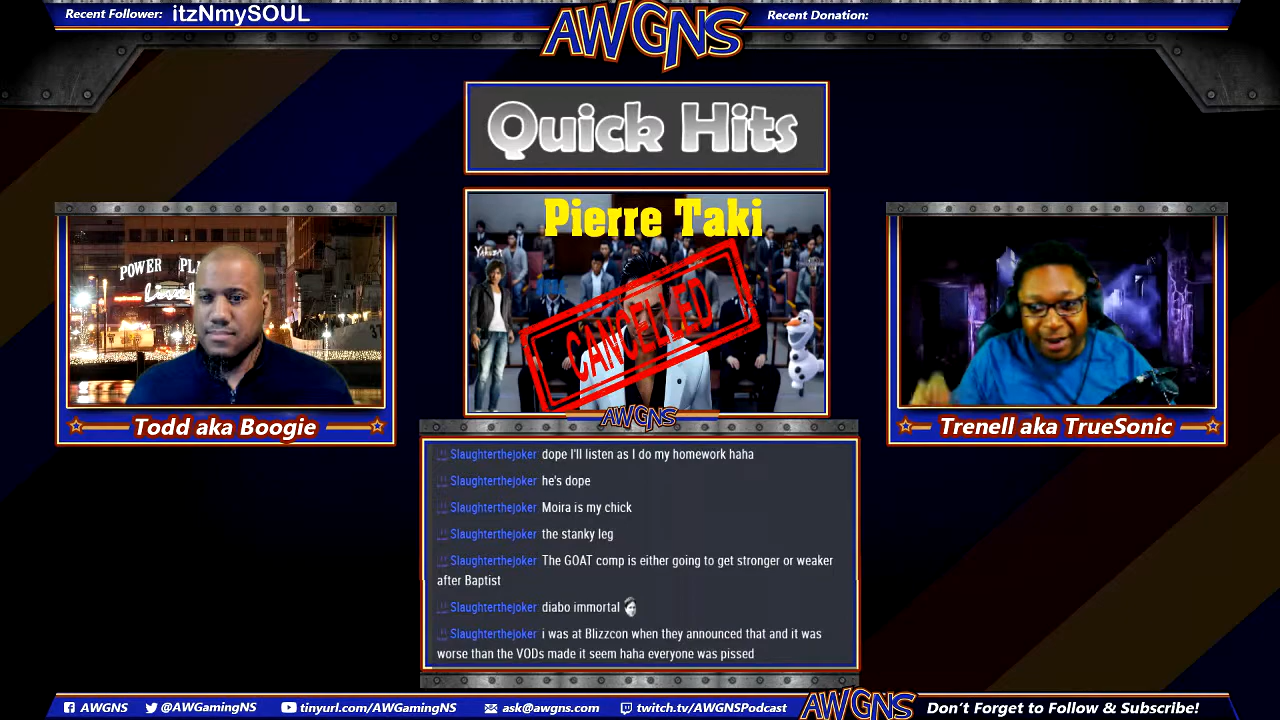 Recent Follower: itzNmySOUL
AWGNS
Recent Donation:
Quick Hits
Pierre Taki
Yakuza
CANCELLED
POWER PL
Live!
37
AWGNS
Todd aka Boogie
Trenell aka TrueSonic
Slaughterthejoker dope I'll listen as I do my homework haha
Slaughterthejoker he's dope
Slaughterthejoker Moira is my chick
Slaughterthejoker the stanky leg
Slaughterthejoker The GOAT comp is either going to get stronger or weaker
after Baptist
Slaughterthejoker diabo immortal
Slaughterthejoker i was at Blizzcon when they announced that and it was
worse than the VODs made it seem haha everyone was pissed
AWGNS
@AWGamingNS
tinyurl.com/AWGamingNS
ask@awgns.com
twitch.tv/AWGNSPodcast
AWGNS
Don't Forget to Follow & Subscribe!